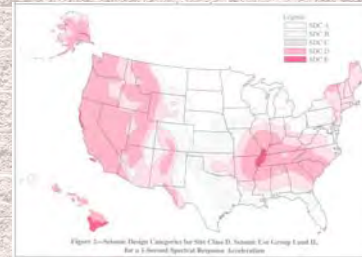 Legend
SDC A
SDC B
SDC C
SDC D
SDC E
Figure 2—Seismic Design Categories for Site Class D, Seismic Use Group I and II,
for a 1-Second Spectral Response Acceleration